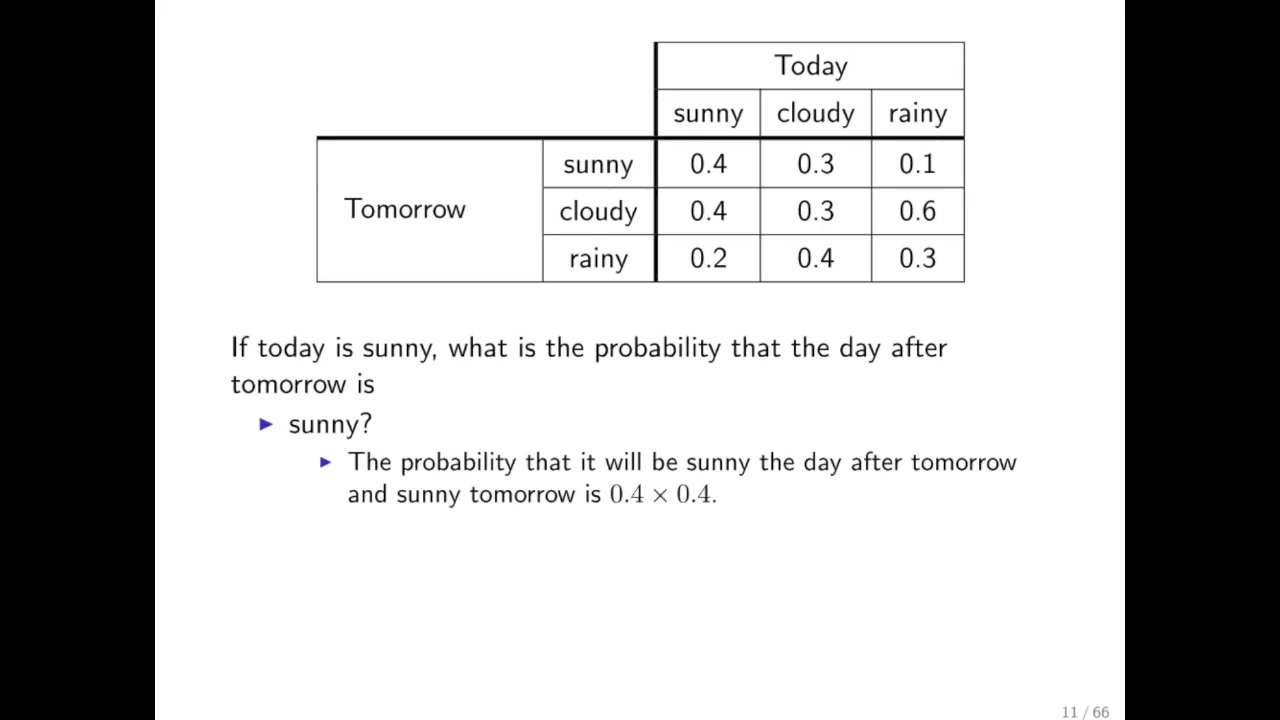 Today
sunny cloudy rainy
sunny 0.4 0.3 0.1
Tomorrow cloudy 0.4 0.3 0.6
rainy 0.2 0.4 0.3
If today is sunny, what is the probability that the day after
tomorrow is
▶ sunny?
▶ The probability that it will be sunny the day after tomorrow
and sunny tomorrow is 0.4 × 0.4.
11 / 66